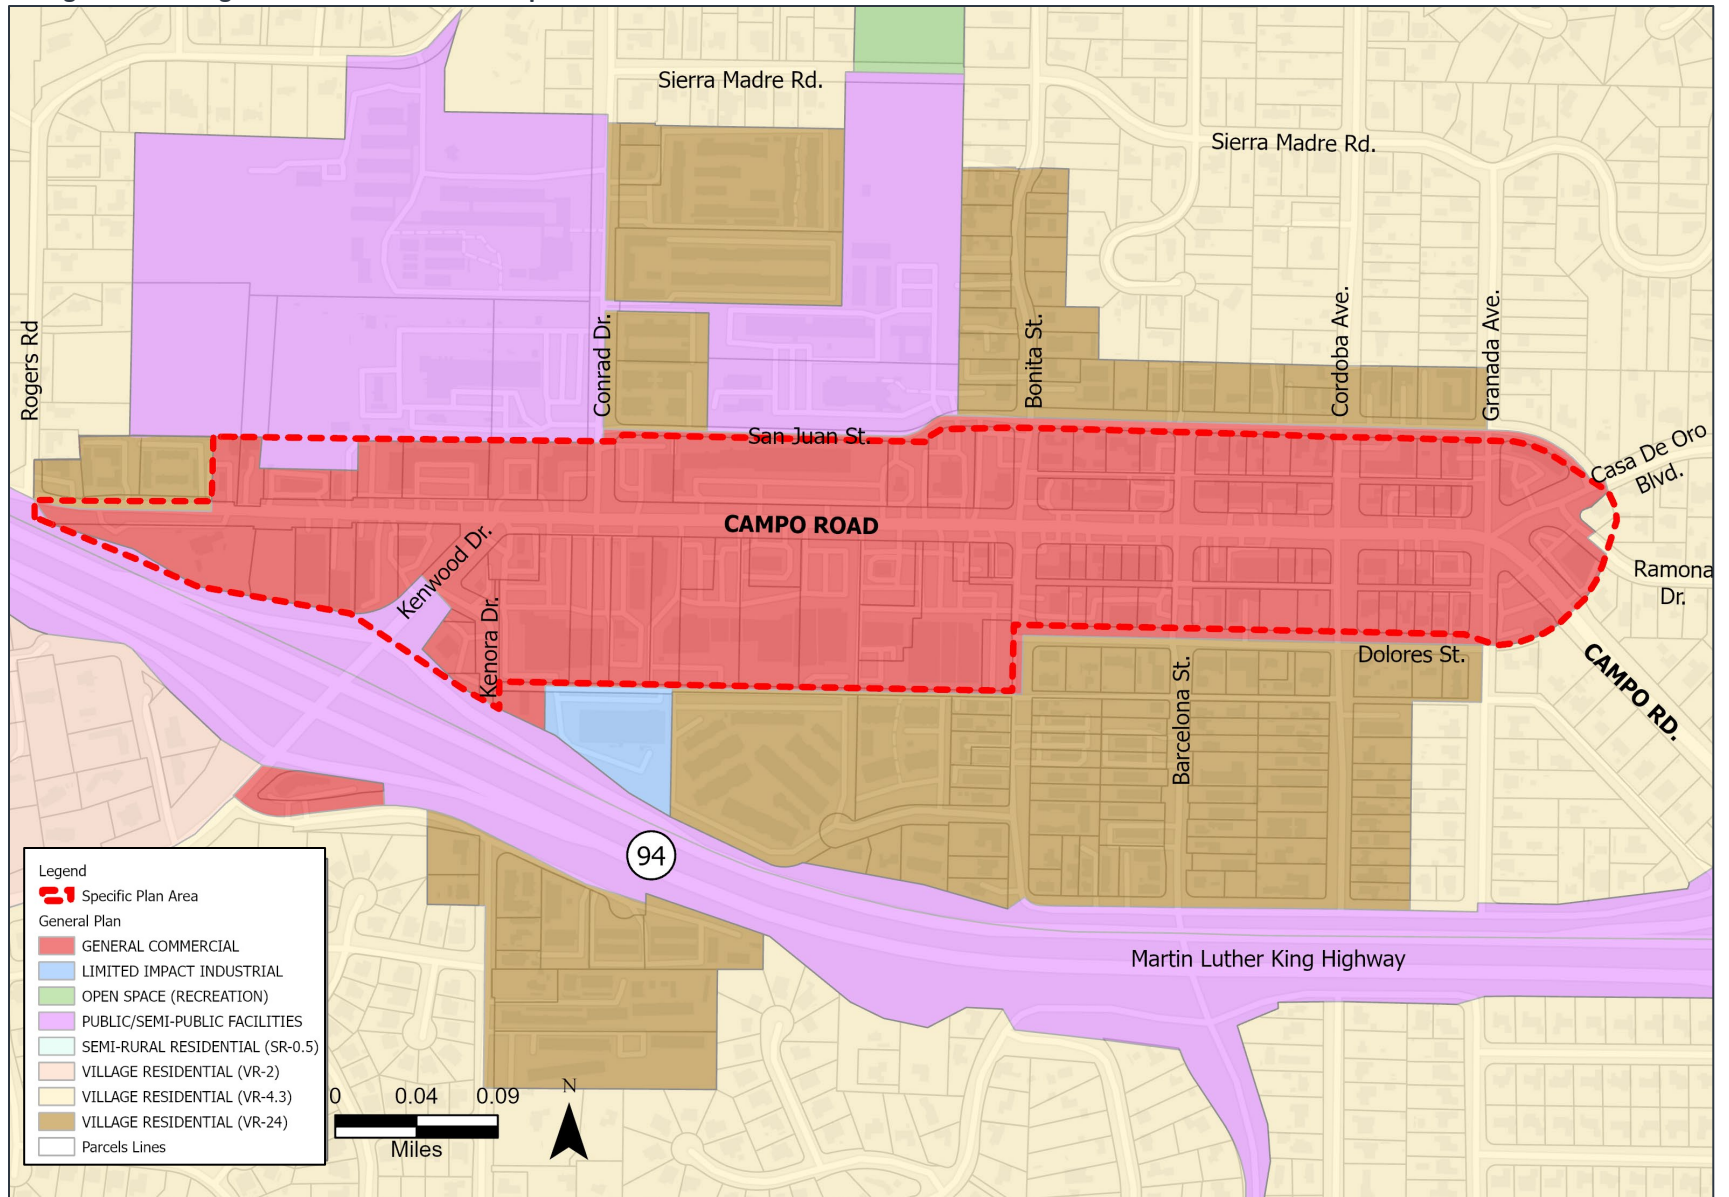 Sierra Madre Rd.
Sierra Madre Rd.
Rogers Rd
Conrad Dr.
Bonita St.
Cordoba Ave.
Granada Ave.
San Juan St.
Casa De Oro
Blvd.
CAMPO ROAD
Kenwood Dr.
Kenora Dr.
Ramona
Dr.
Dolores St.
CAMPO RD.
Barcelona St.
94
Martin Luther King Highway
Legend
Specific Plan Area
General Plan
GENERAL COMMERCIAL
LIMITED IMPACT INDUSTRIAL
OPEN SPACE (RECREATION)
PUBLIC/SEMI-PUBLIC FACILITIES
SEMI-RURAL RESIDENTIAL (SR-0.5)
VILLAGE RESIDENTIAL (VR-2)
VILLAGE RESIDENTIAL (VR-4.3)
VILLAGE RESIDENTIAL (VR-24)
Parcels Lines
0 0.04 0.09
Miles
N